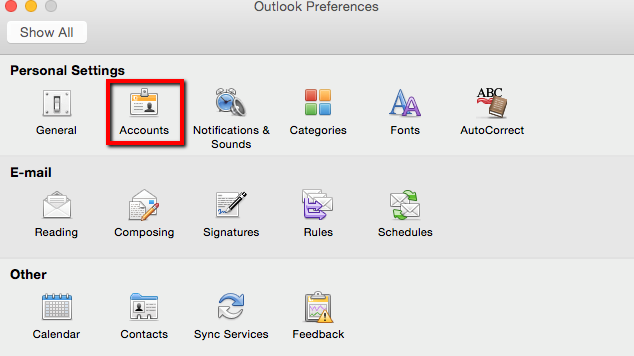 Outlook Preferences
Show All
Personal Settings
General
Accounts
Notifications &
Sounds
Categories
Fonts
ABC
AutoCorrect
E-mail
Reading
Composing
Signatures
Rules
Schedules
Other
Calendar
Contacts
Sync Services
Feedback